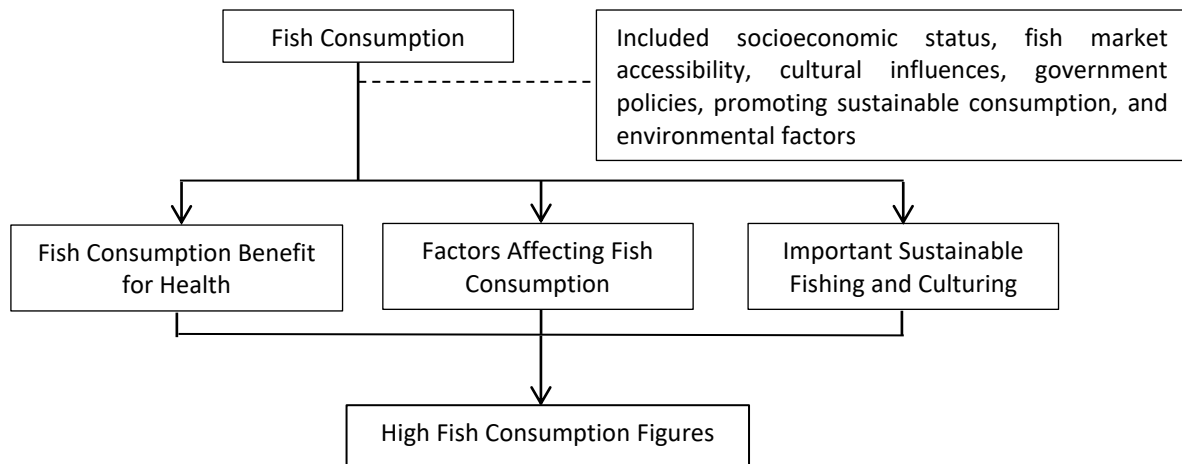 Fish Consumption
Included socioeconomic status, fish market
accessibility, cultural influences, government
policies, promoting sustainable consumption, and
environmental factors
Fish Consumption Benefit
for Health
Factors Affecting Fish
Consumption
Important Sustainable
Fishing and Culturing
High Fish Consumption Figures